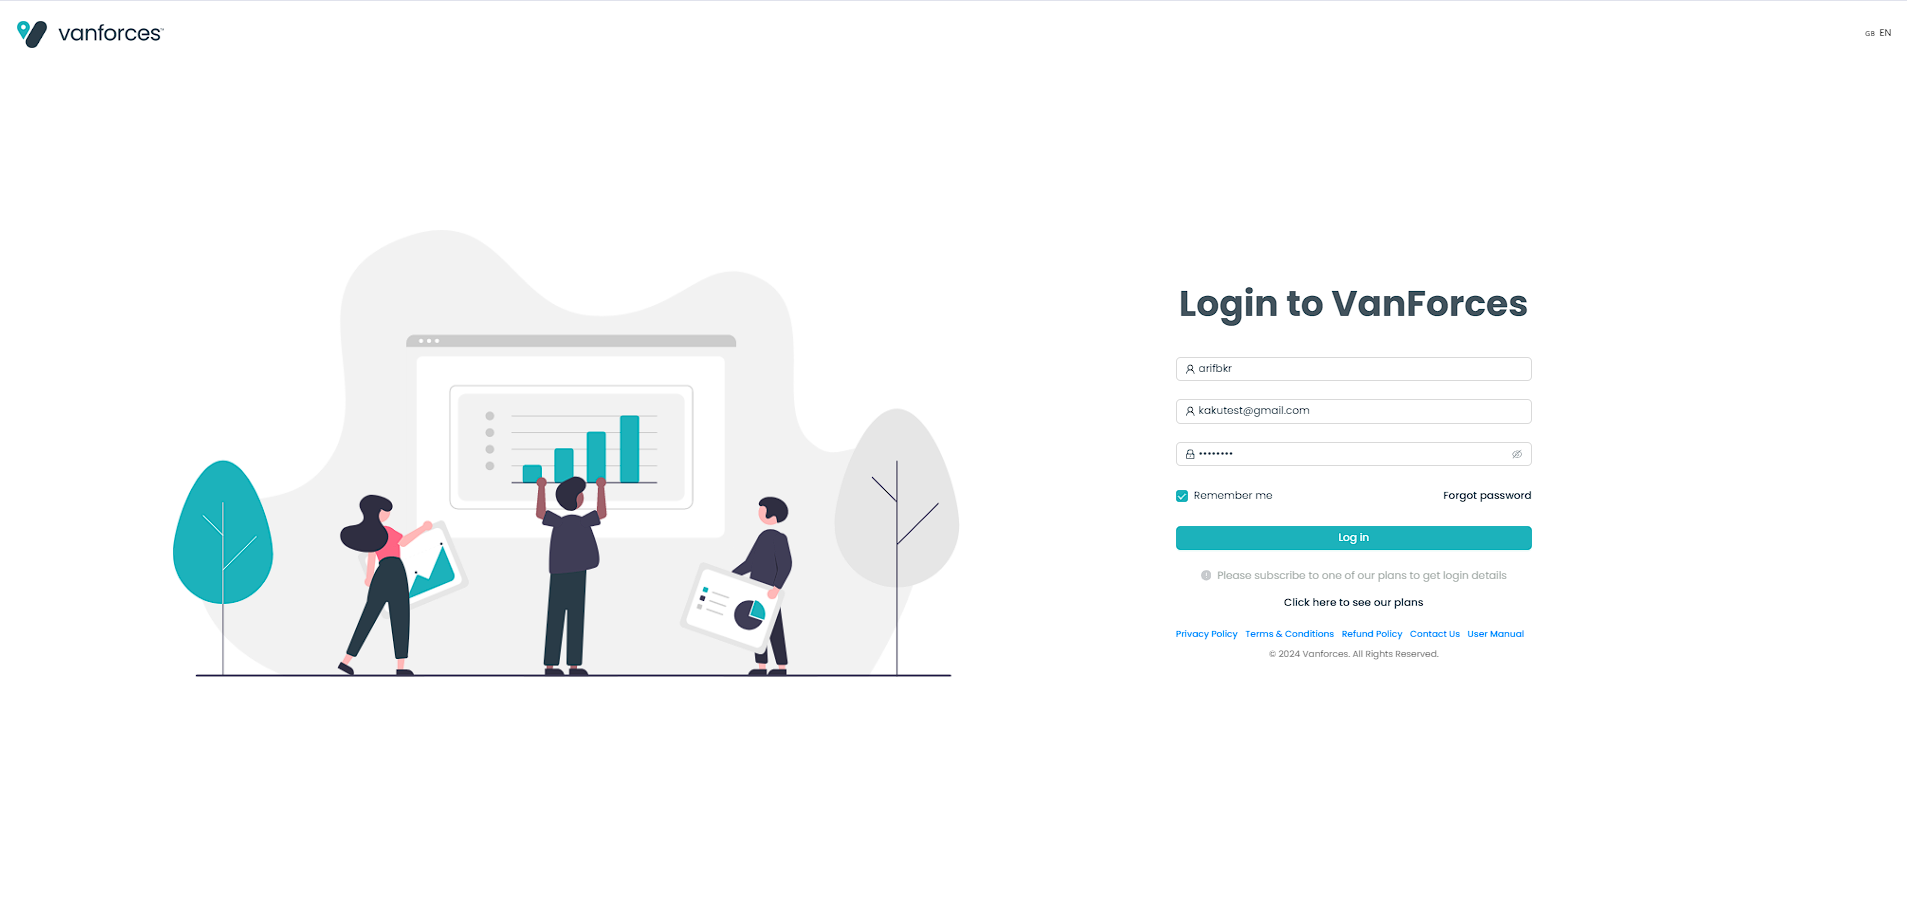 vanforces™
GB EN
Login to VanForces
arifbkr
kakutest@gmail.com
••••••••
Remember me
Forgot password
Log in
Please subscribe to one of our plans to get login details
Click here to see our plans
Privacy Policy Terms & Conditions Refund Policy Contact Us User Manual
© 2024 Vanforces. All Rights Reserved.